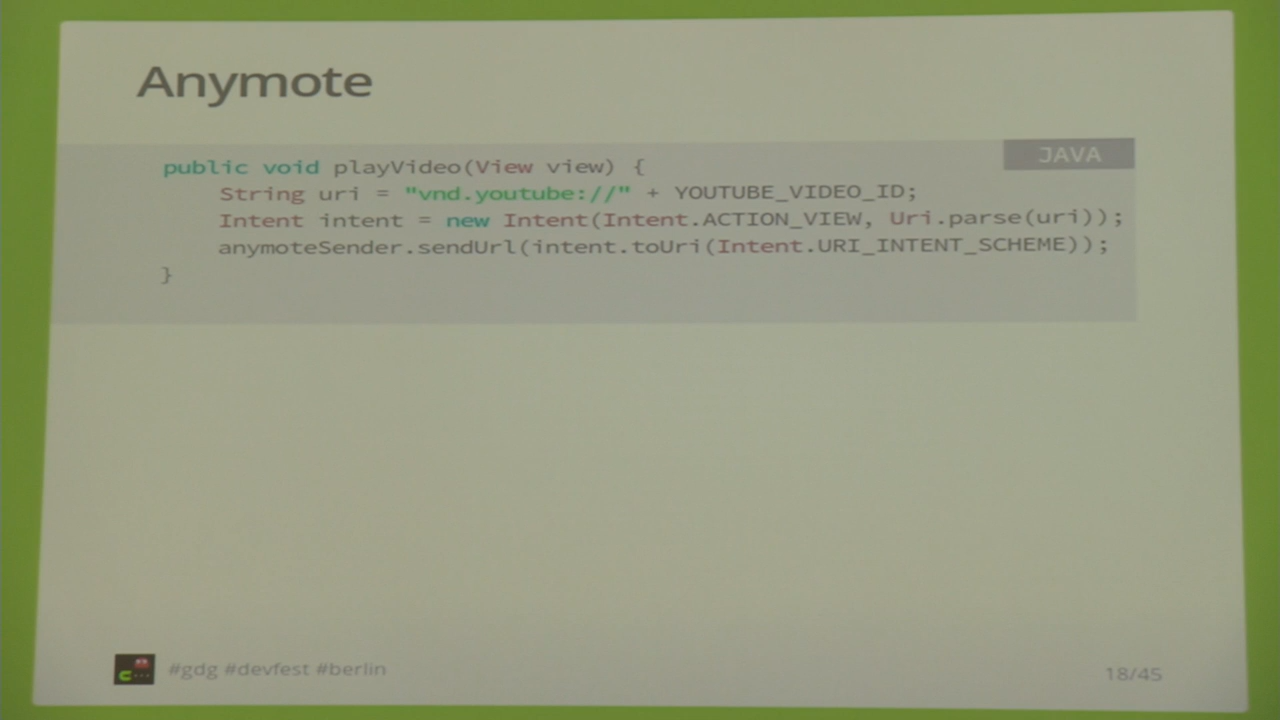 Anymote
JAVA
public void playVideo(View view) {
String uri = "vnd.youtube://" + YOUTUBE_VIDEO_ID;
Intent intent = new Intent(Intent.ACTION_VIEW, Uri.parse(uri));
anymoteSender.sendUrl(intent.toUri(Intent.URI_INTENT_SCHEME));
}
#gdg #devfest #berlin
18/45